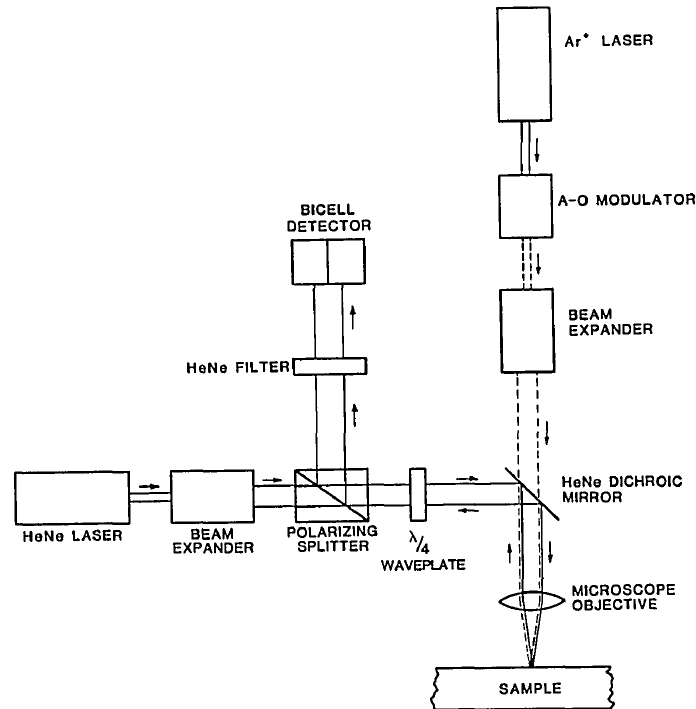 Ar+ LASER
A-O MODULATOR
BICELL
DETECTOR
BEAM
EXPANDER
HeNe FILTER
HeNe DICHROIC
MIRROR
HeNe LASER
BEAM
EXPANDER
POLARIZING
SPLITTER
λ/4
WAVEPLATE
MICROSCOPE
OBJECTIVE
SAMPLE